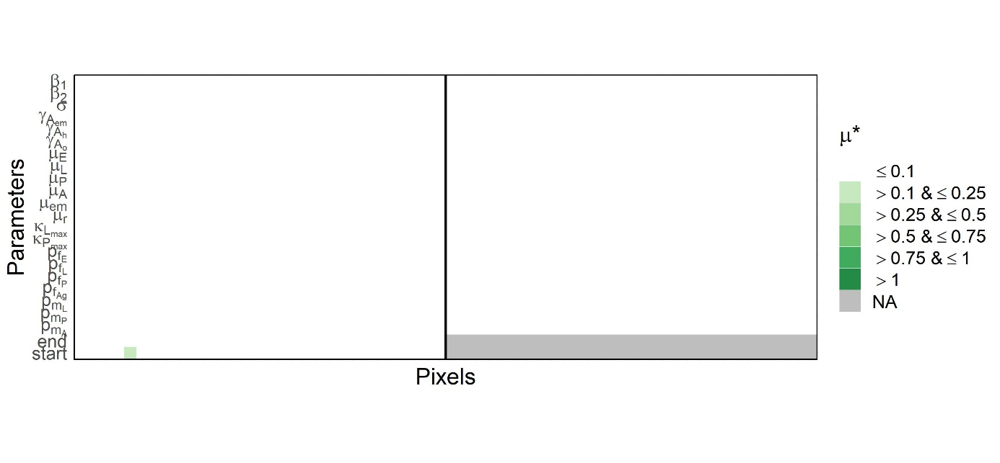 β1
β2
σ
γAem
γAh
γAo
μE
μL
μP
μA
μem
μr
κLmax
κPmax
pfE
pfL
pfP
pfAg
pmL
pmP
pmA
end
start
Parameters
Pixels
μ*
≤ 0.1
> 0.1 & ≤ 0.25
> 0.25 & ≤ 0.5
> 0.5 & ≤ 0.75
> 0.75 & ≤ 1
> 1
NA